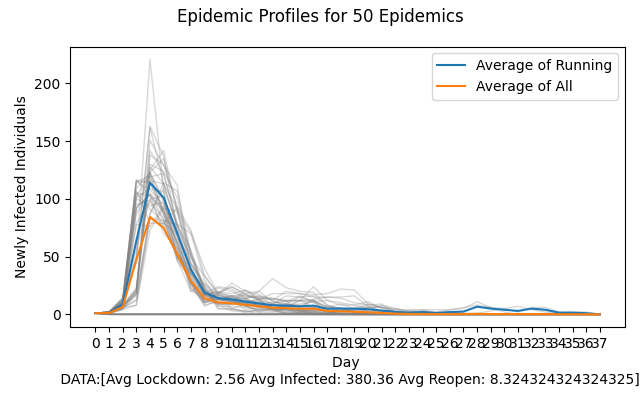 Epidemic Profiles for 50 Epidemics
Average of Running
Average of All
Newly Infected Individuals
200
150
100
50
0
0 1 2 3 4 5 6 7 8 9 10 11 12 13 14 15 16 17 18 19 20 21 22 23 24 25 26 27 28 29 30 31 32 33 34 35 36 37
Day
DATA:[Avg Lockdown: 2.56 Avg Infected: 380.36 Avg Reopen: 8.324324324324325]